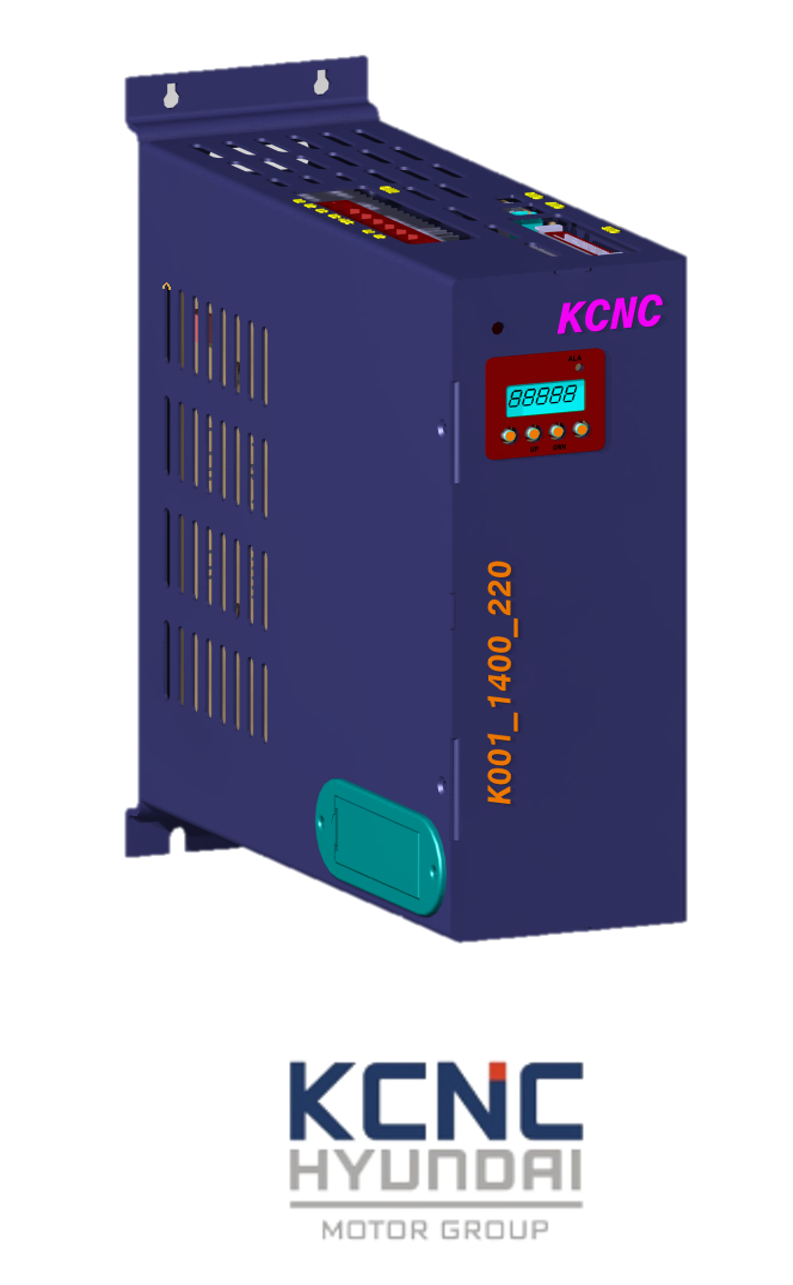 KCNC
88888
K001_1400_220
KCNC
HYUNDAI
MOTOR GROUP